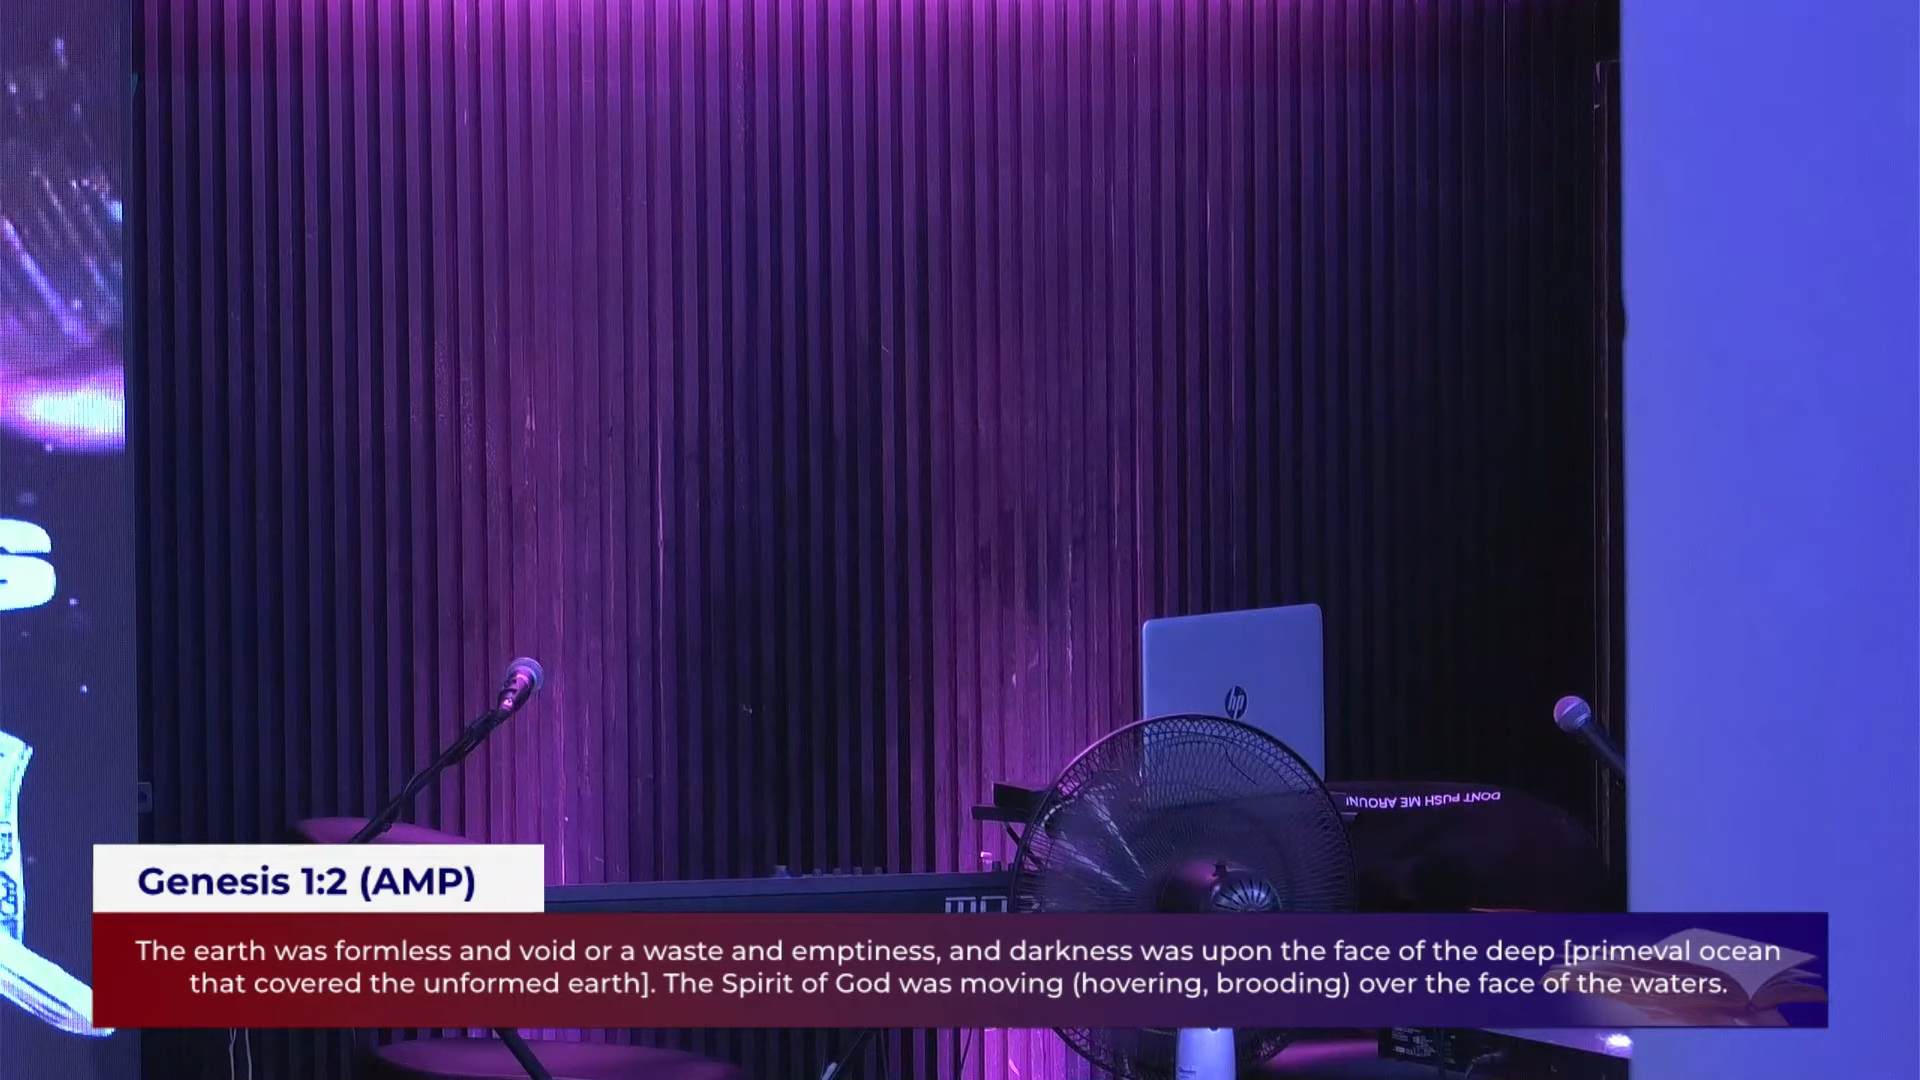 S
hp
DONT PUSH ME AROUN!
Genesis 1:2 (AMP)
The earth was formless and void or a waste and emptiness, and darkness was upon the face of the deep [primeval ocean
that covered the unformed earth]. The Spirit of God was moving (hovering, brooding) over the face of the waters.